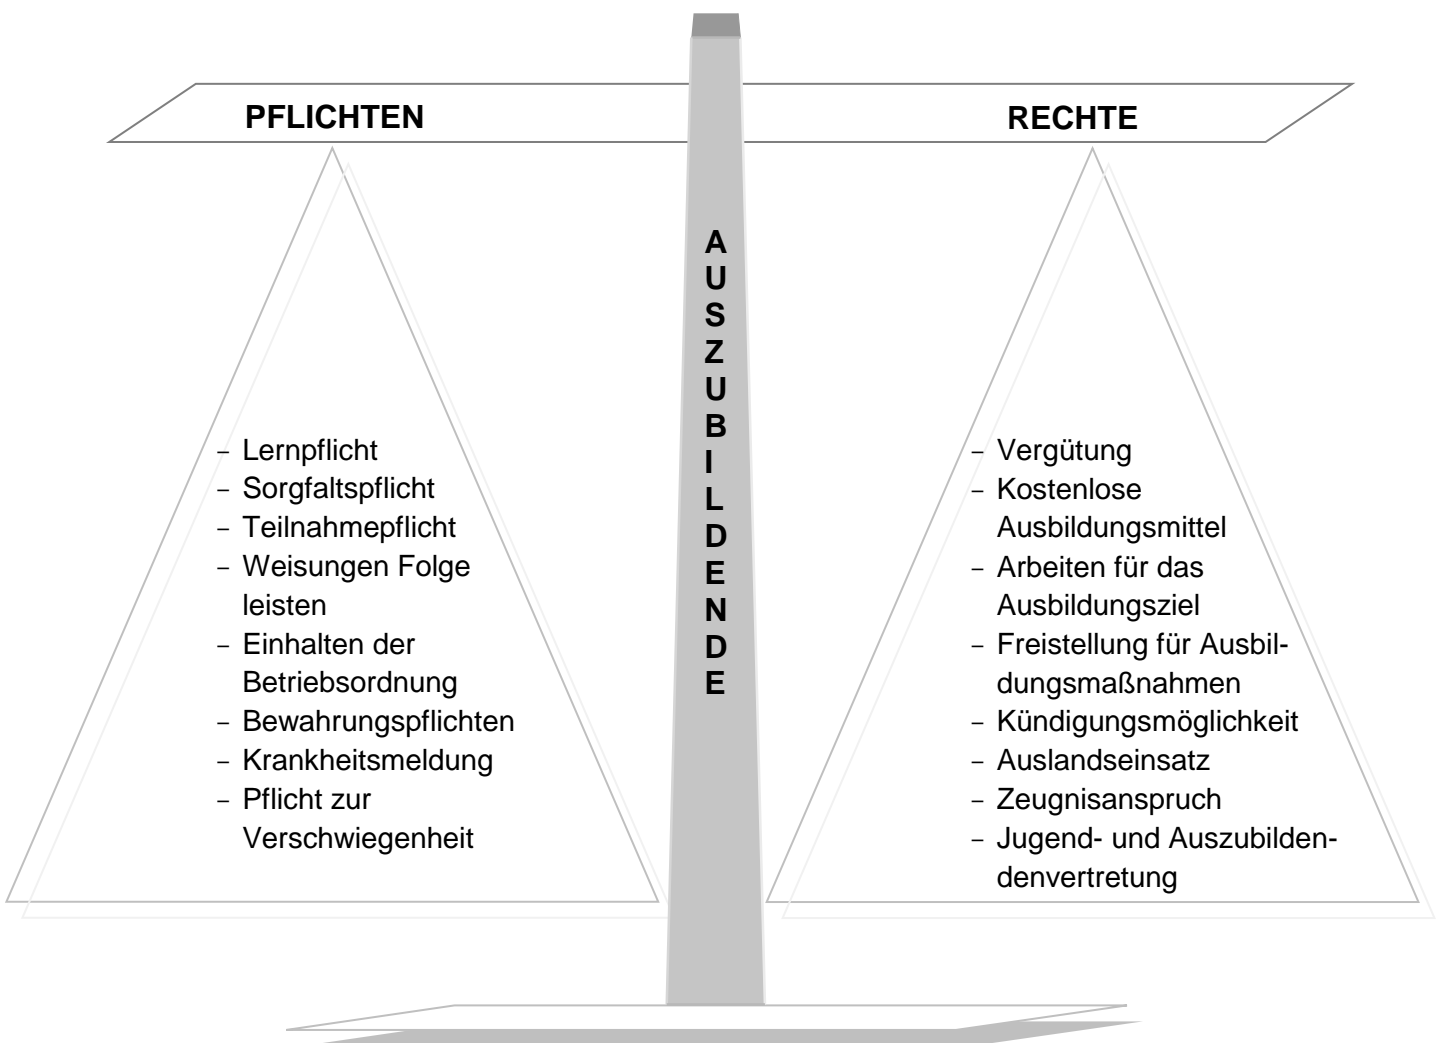 PFLICHTEN
RECHTE
AUSZUBILDENDE
– Lernpflicht
– Sorgfaltspflicht
– Teilnahmepflicht
– Weisungen Folge
leisten
– Einhalten der
Betriebsordnung
– Bewahrungspflichten
– Krankheitsmeldung
– Pflicht zur
Verschwiegenheit
– Vergütung
– Kostenlose
Ausbildungsmittel
– Arbeiten für das
Ausbildungsziel
– Freistellung für Ausbil-
dungsmaßnahmen
– Kündigungsmöglichkeit
– Auslandseinsatz
– Zeugnisanspruch
– Jugend- und Auszubilden-
denvertretung